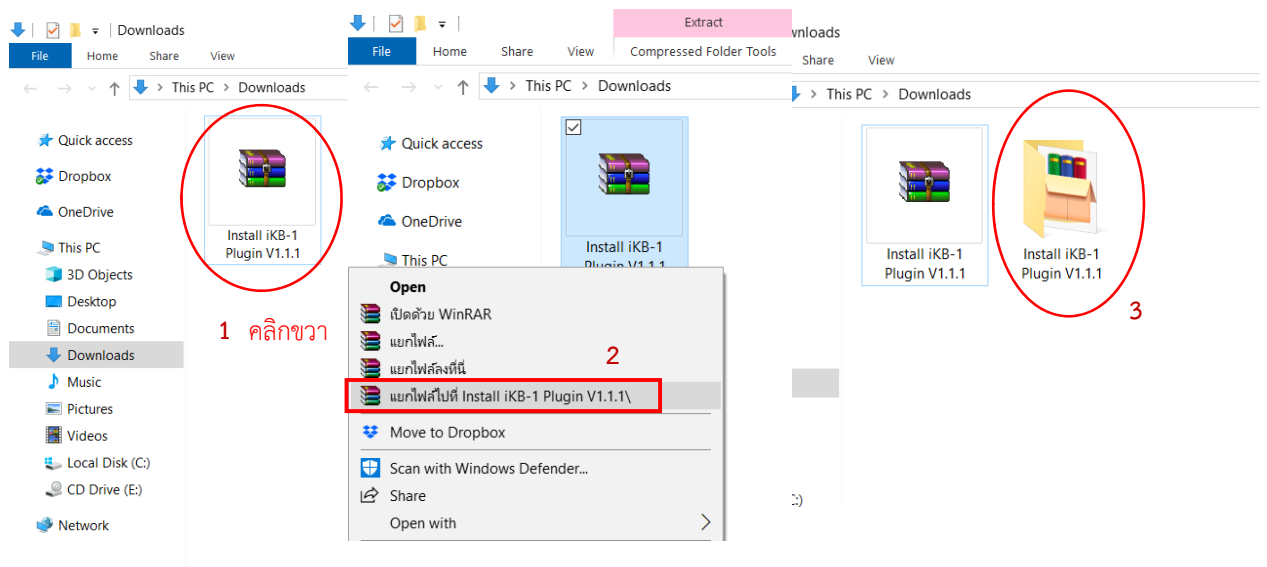 Downloads
File Home Share View
This PC > Downloads
Quick access
Dropbox
OneDrive
This PC
3D Objects
Desktop
Documents
Downloads
Music
Pictures
Videos
Local Disk (C:)
CD Drive (E:)
Network
Install iKB-1
Plugin V1.1.1
1 คลิกขวา
Extract
File Home Share View Compressed Folder Tools
This PC > Downloads
Quick access
Dropbox
OneDrive
This PC
Install iKB-1
Plugin V1.1.1
Open
เปิดด้วย WinRAR
แยกไฟล์...
แยกไฟล์ลงที่นี่
2
แยกไฟล์ไปที่ Install iKB-1 Plugin V1.1.1\
Move to Dropbox
Scan with Windows Defender...
Share
Open with
vnloads
Share View
This PC > Downloads
Install iKB-1
Plugin V1.1.1
Install iKB-1
Plugin V1.1.1
3
:)